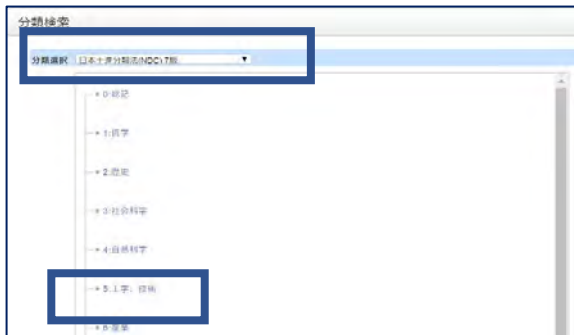 分類検索
分類選択 日本十進分類法(NDC) 7版
+ 0:総記
+ 1:哲学
+ 2:歴史
+ 3:社会科学
+ 4:自然科学
+ 5:工学．技術
+ 6:産業